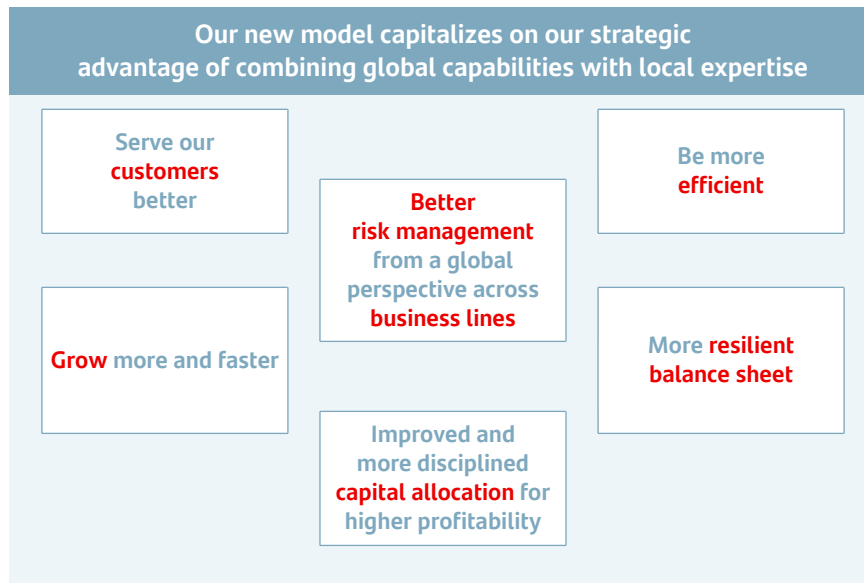 Our new model capitalizes on our strategic
advantage of combining global capabilities with local expertise
Serve our
customers
better
Grow more and faster
Better
risk management
from a global
perspective across
business lines
Improved and
more disciplined
capital allocation for
higher profitability
Be more
efficient
More resilient
balance sheet